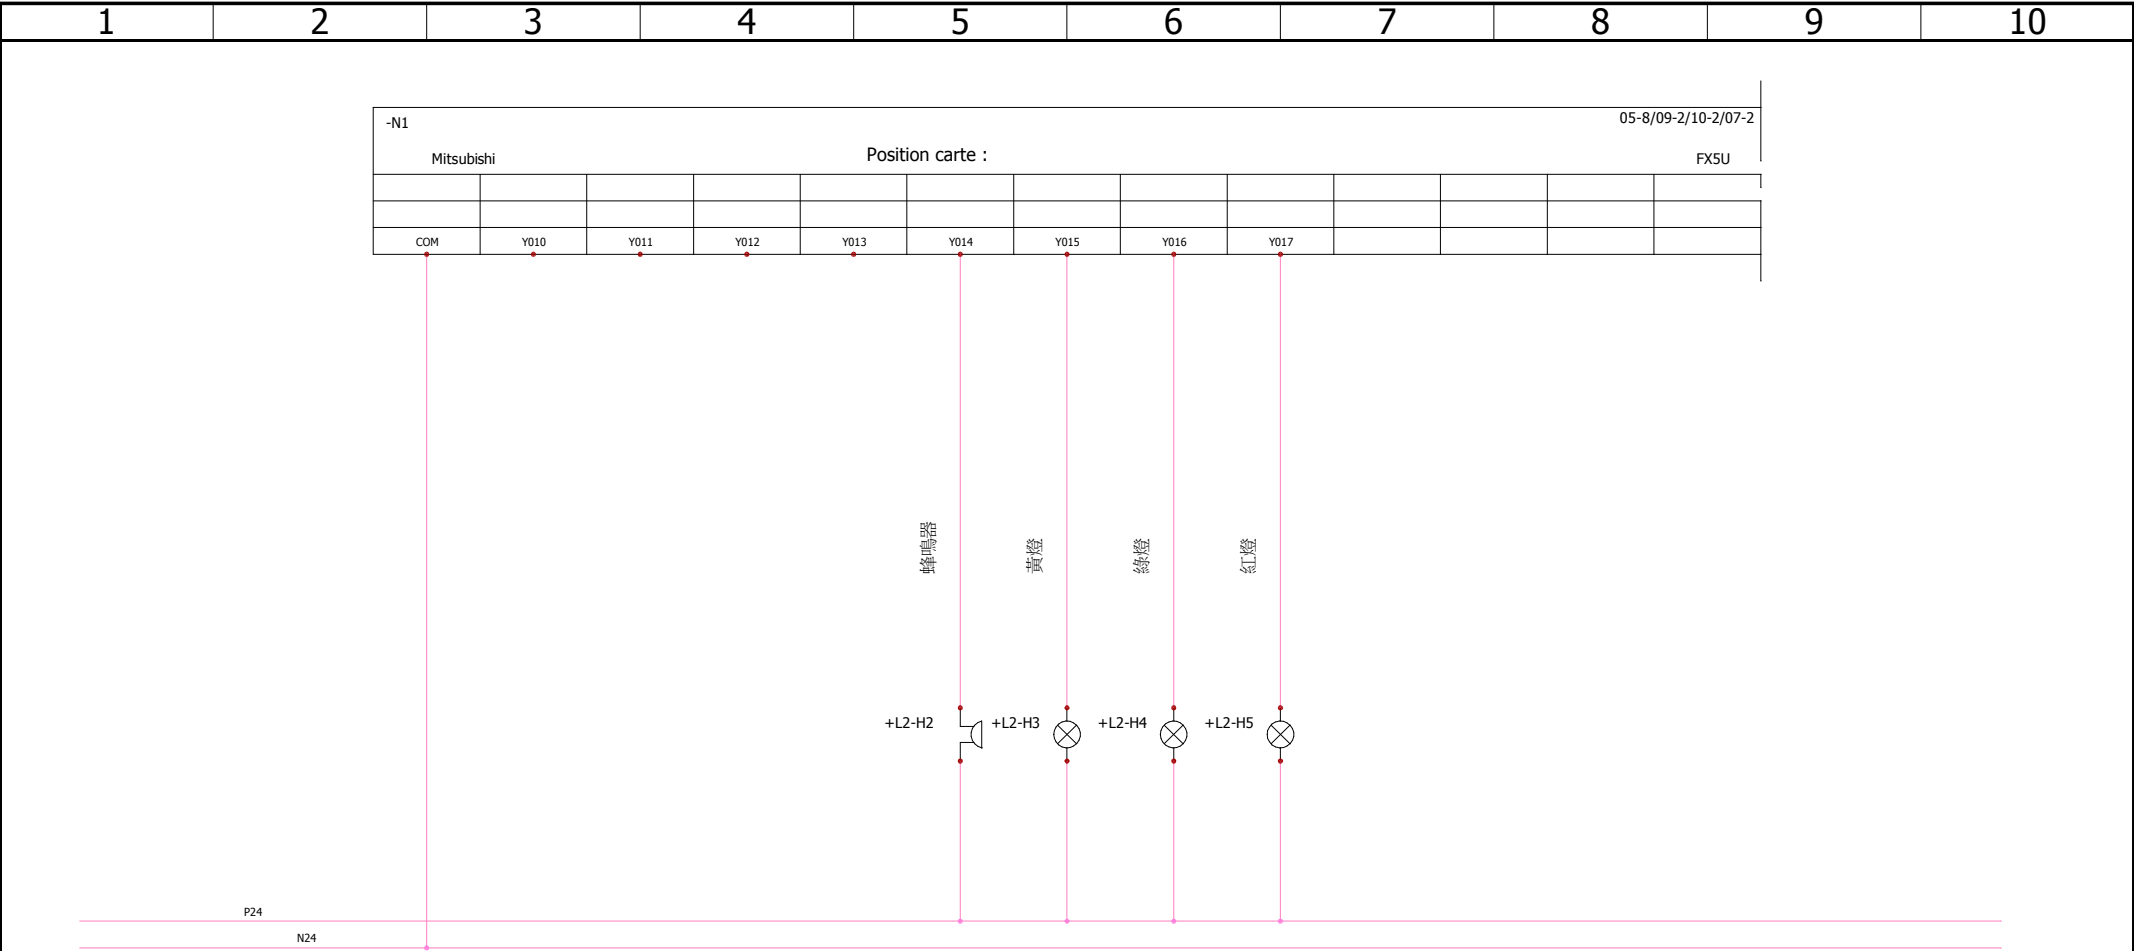 1 2 3 4 5 6 7 8 9 10
-N1 05-8/09-2/10-2/07-2
Mitsubishi Position carte : FX5U
COM Y010 Y011 Y012 Y013 Y014 Y015 Y016 Y017
蜂鳴器
黃燈
綠燈
紅燈
+L2-H2 +L2-H3 +L2-H4 +L2-H5
P24
N24